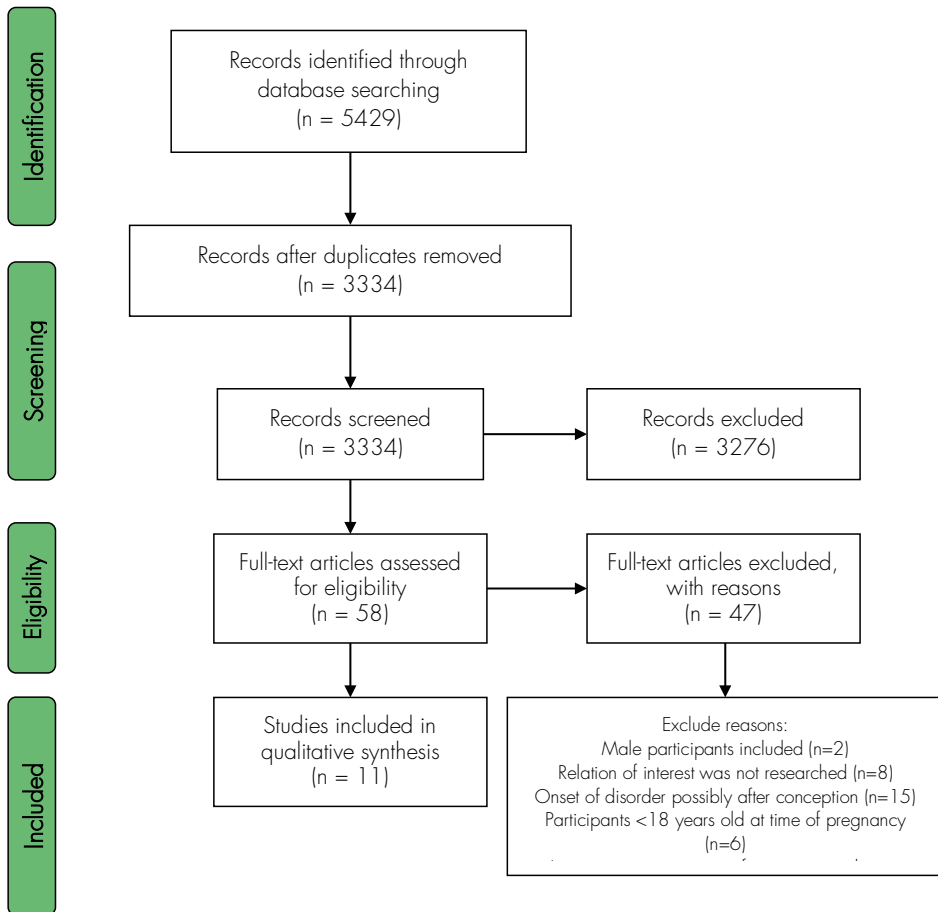 Identification
Records identified through
database searching
(n = 5429)
Records after duplicates removed
(n = 3334)
Screening
Records screened
(n = 3334)
Records excluded
(n = 3276)
Eligibility
Full-text articles assessed
for eligibility
(n = 58)
Full-text articles excluded,
with reasons
(n = 47)
Included
Studies included in
qualitative synthesis
(n = 11)
Exclude reasons:
Male participants included (n=2)
Relation of interest was not researched (n=8)
Onset of disorder possibly after conception (n=15)
Participants <18 years old at time of pregnancy
(n=6)